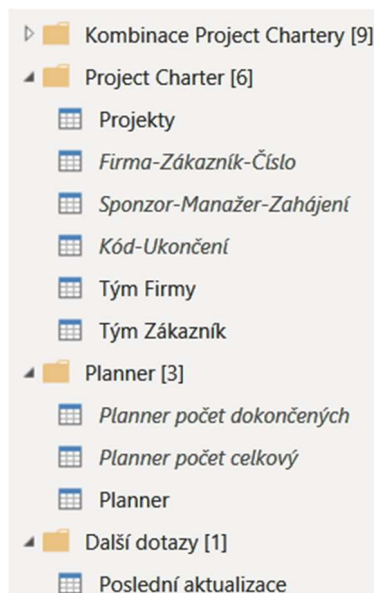 Kombinace Project Chartery [9]
Project Charter [6]
Projekty
Firma-Zákazník-Číslo
Sponzor-Manažer-Zahájení
Kód-Ukončení
Tým Firmy
Tým Zákazník
Planner [3]
Planner počet dokončených
Planner počet celkový
Planner
Další dotazy [1]
Poslední aktualizace